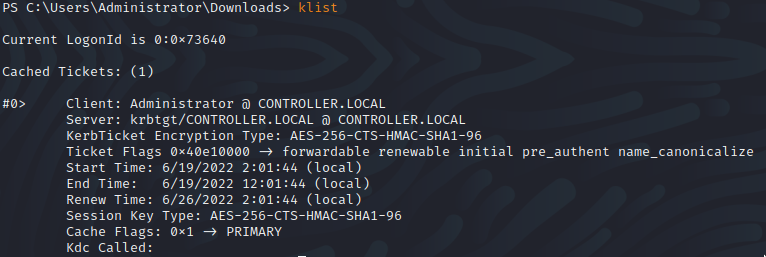 PS C:\Users\Administrator\Downloads> klist
Current LogonId is 0:0×73640
Cached Tickets: (1)
#0> Client: Administrator @ CONTROLLER.LOCAL
Server: krbtgt/CONTROLLER.LOCAL @ CONTROLLER.LOCAL
KerbTicket Encryption Type: AES-256-CTS-HMAC-SHA1-96
Ticket Flags 0×40e10000 → forwardable renewable initial pre_authent name_canonicalize
Start Time: 6/19/2022 2:01:44 (local)
End Time: 6/19/2022 12:01:44 (local)
Renew Time: 6/26/2022 2:01:44 (local)
Session Key Type: AES-256-CTS-HMAC-SHA1-96
Cache Flags: 0×1 → PRIMARY
Kdc Called: